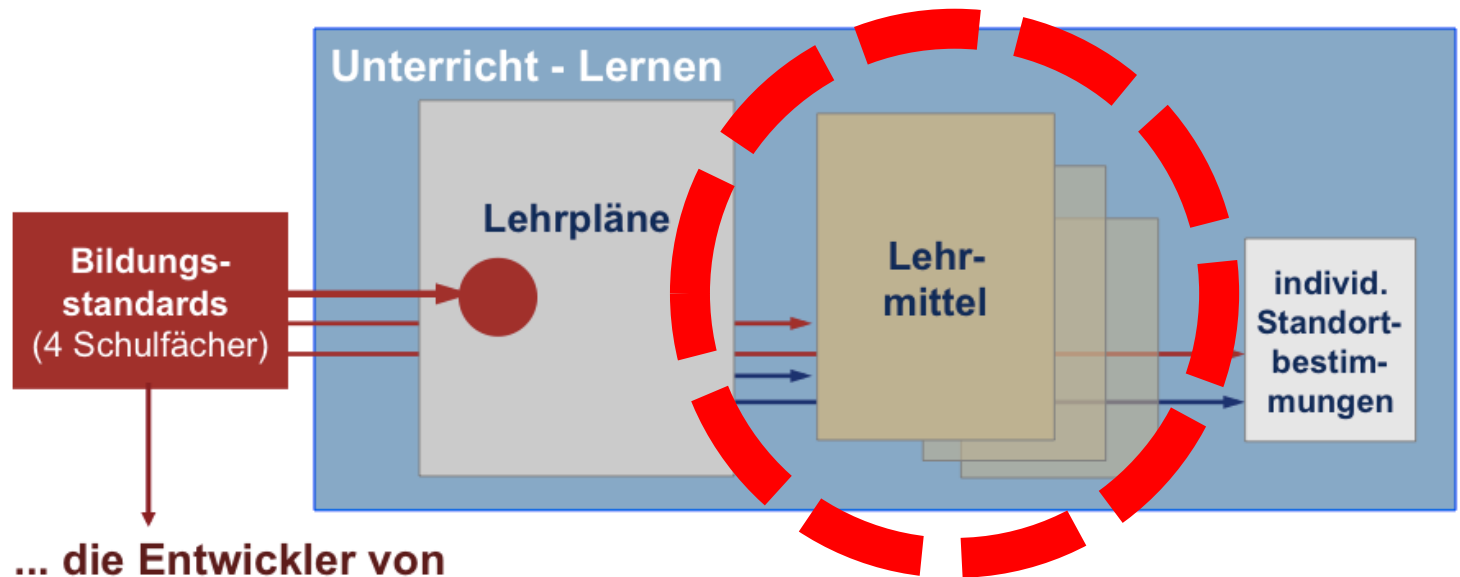 Unterricht - Lernen
Bildungs-
standards
(4 Schulfächer)
Lehrpläne
Lehr-
mittel
individ.
Standort-
bestim-
mungen
... die Entwickler von